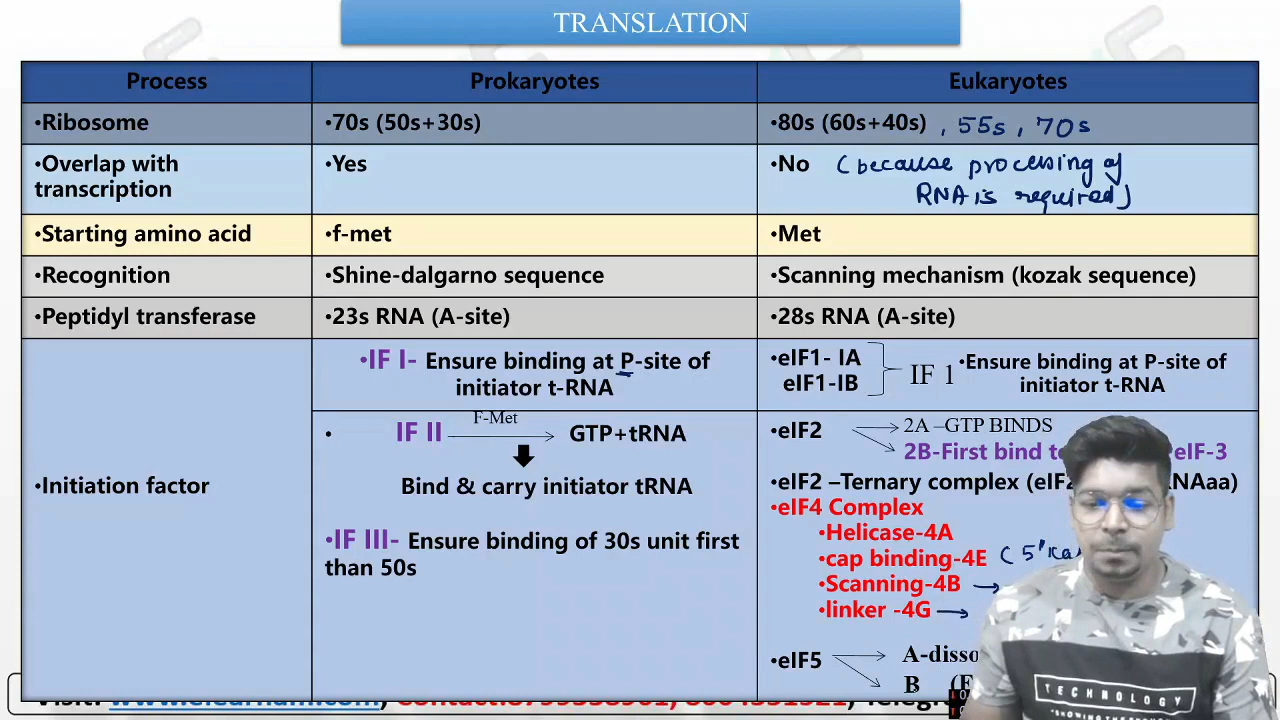 TRANSLATION
Process Prokaryotes Eukaryotes
•Ribosome •70s (50s+30s) •80s (60s+40s) , 55s , 70s
•Overlap with transcription •Yes •No (because processing of
RNA is required)
•Starting amino acid •f-met •Met
•Recognition •Shine-dalgarno sequence •Scanning mechanism (kozak sequence)
•Peptidyl transferase •23s RNA (A-site) •28s RNA (A-site)
•Initiation factor
•IF I- Ensure binding at P-site of
initiator t-RNA
•eIF1- IA
eIF1-IB
IF 1
•Ensure binding at P-site of
initiator t-RNA
F-Met
• IF II GTP+tRNA
Bind & carry initiator tRNA
•IF III- Ensure binding of 30s unit first
than 50s
•eIF2 2A –GTP BINDS
2B-First bind eIF-3
•eIF2 –Ternary complex
•eIF4 Complex
•Helicase-4A
•cap binding-4E ( 5'
•Scanning-4B
•linker -4G
•eIF5
B
TECHNOLOGY